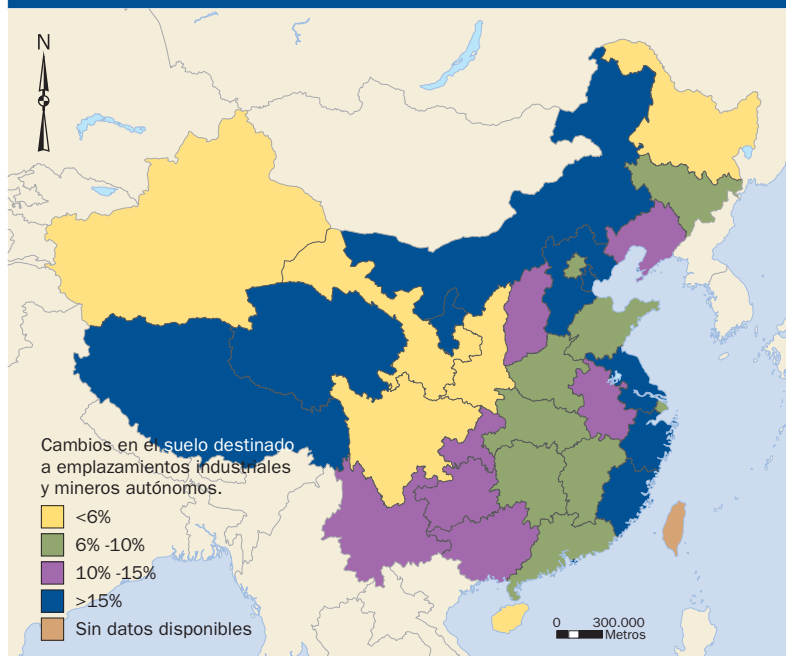 N
Cambios en el suelo destinado
a emplazamientos industriales
y mineros autónomos.
<6%
6% -10%
10% -15%
>15%
Sin datos disponibles
0 300.000
Metros